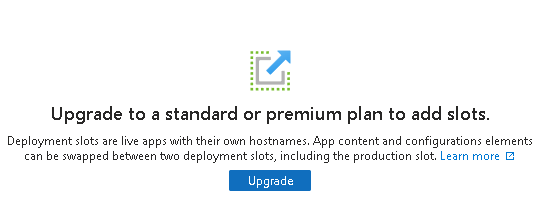 Upgrade to a standard or premium plan to add slots.
Deployment slots are live apps with their own hostnames. App content and configurations elements
can be swapped between two deployment slots, including the production slot. Learn more
Upgrade